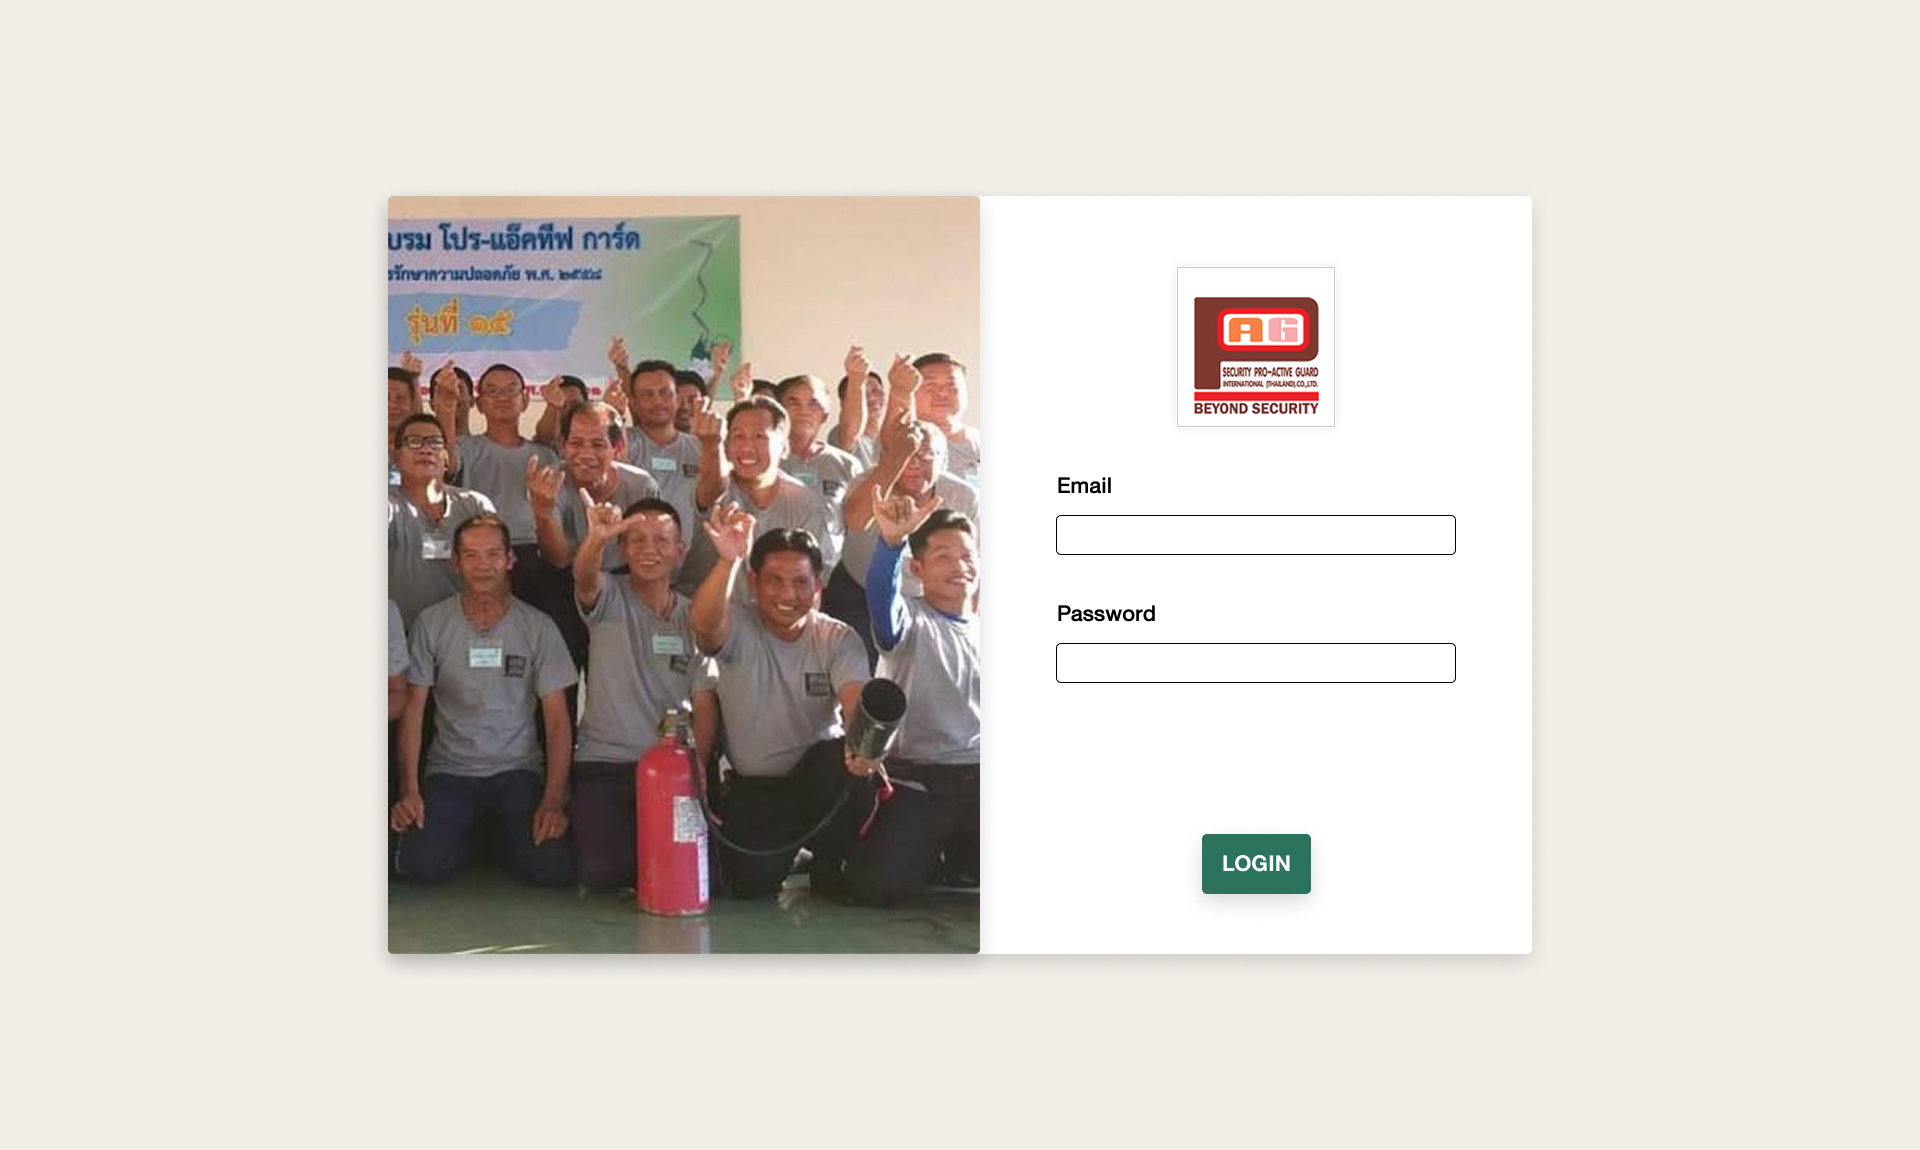 บรม โปร-แอ๊คทีฟ การ์ด
รรักษาความปลอดภัย พ.ศ. ๒๕๕๘
รุ่นที่ ๑๕
PAG
SECURITY PRO-ACTIVE GUARD
INTERNATIONAL (THAILAND).CO.,LTD.
BEYOND SECURITY
Email
Password
LOGIN